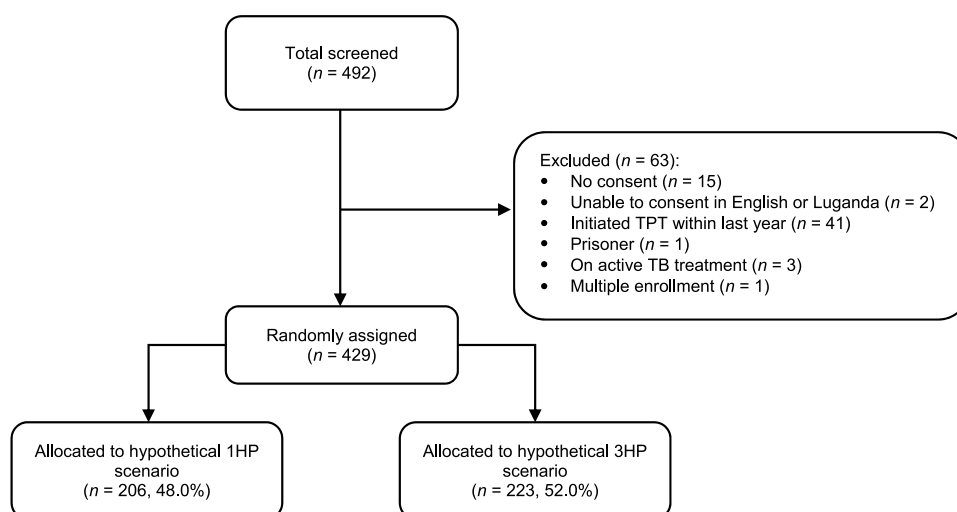 Total screened
(n = 492)
Excluded (n = 63):
• No consent (n = 15)
• Unable to consent in English or Luganda (n = 2)
• Initiated TPT within last year (n = 41)
• Prisoner (n = 1)
• On active TB treatment (n = 3)
• Multiple enrollment (n = 1)
Randomly assigned
(n = 429)
Allocated to hypothetical 1HP
scenario
(n = 206, 48.0%)
Allocated to hypothetical 3HP
scenario
(n = 223, 52.0%)